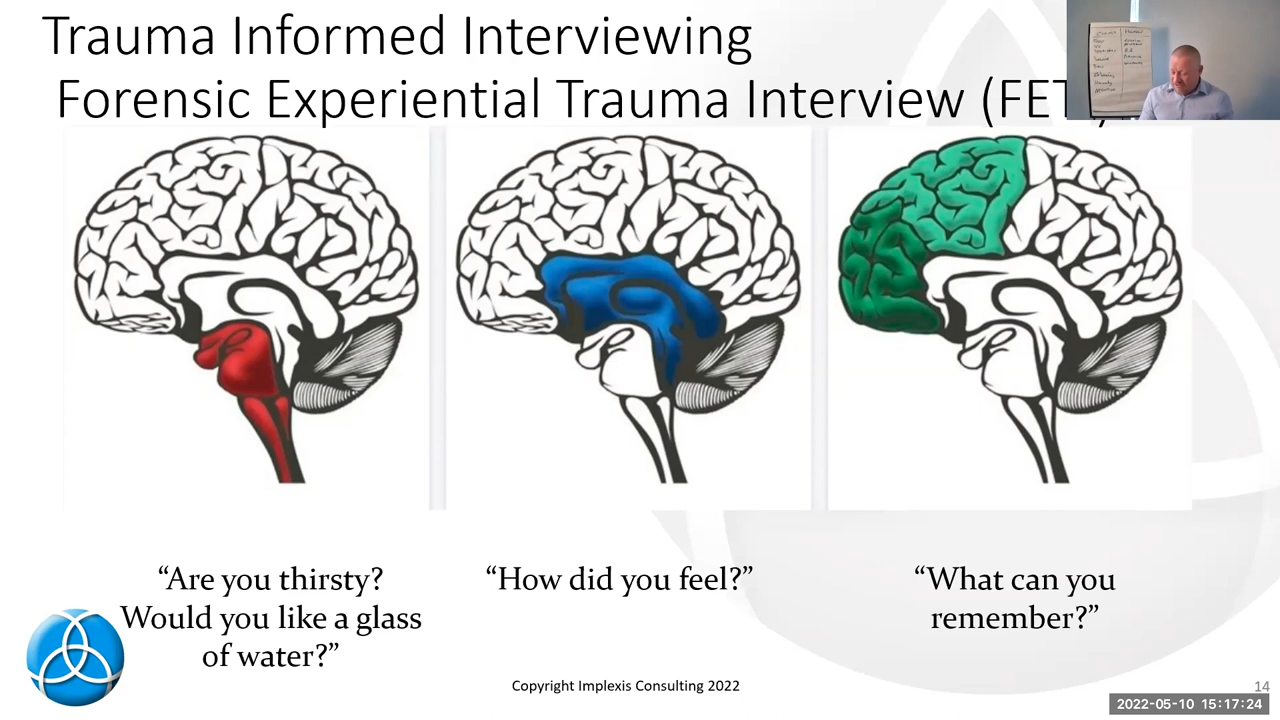 Trauma Informed Interviewing
Forensic Experiential Trauma Interview (FET
“Are you thirsty?
Would you like a glass
of water?”
“How did you feel?”
“What can you
remember?”
Copyright Implexis Consulting 2022
14
2022-05-10 15:17:24